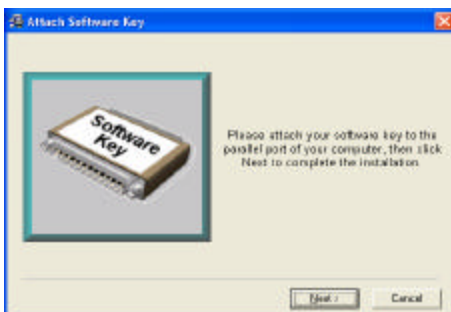 Attach Software Key
Software
Key
Please attach your software key to the
parallel port of your computer, then click
Next to complete the installation
Next >
Cancel